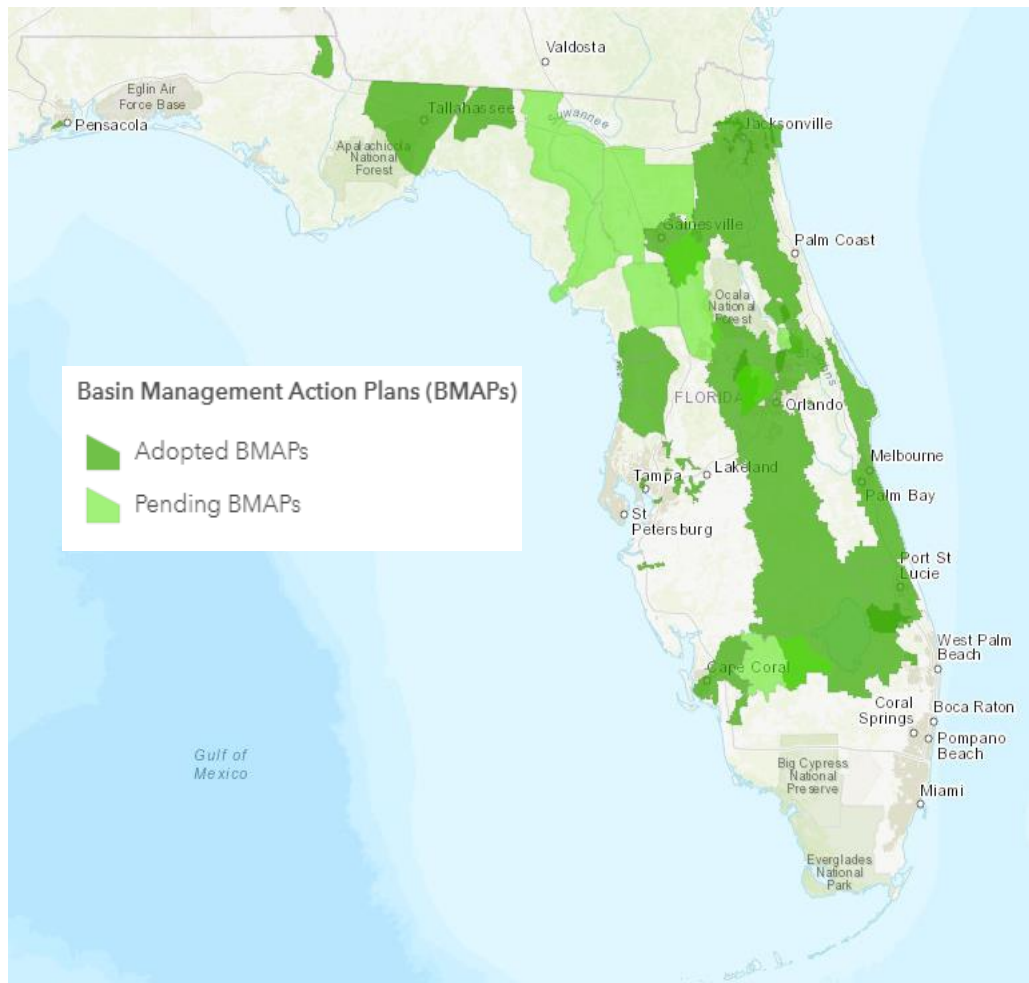 Valdosta
Eglin Air
Force Base
Pensacola
Tallahassee
Suwannee
Jacksonville
Apalachicola
National
Forest
Gainesville
Palm Coast
Ocala
National
Forest
Basin Management Action Plans (BMAPs)
Adopted BMAPs
Pending BMAPs
FLORIDA
Orlando
Melbourne
Lakeland
Tampa
Palm Bay
St
Petersburg
Port St
Lucie
West Palm
Beach
Cape Coral
Coral
Springs
Boca Raton
Pompano
Beach
Gulf of
Mexico
Big Cypress
National
Preserve
Miami
Everglades
National
Park